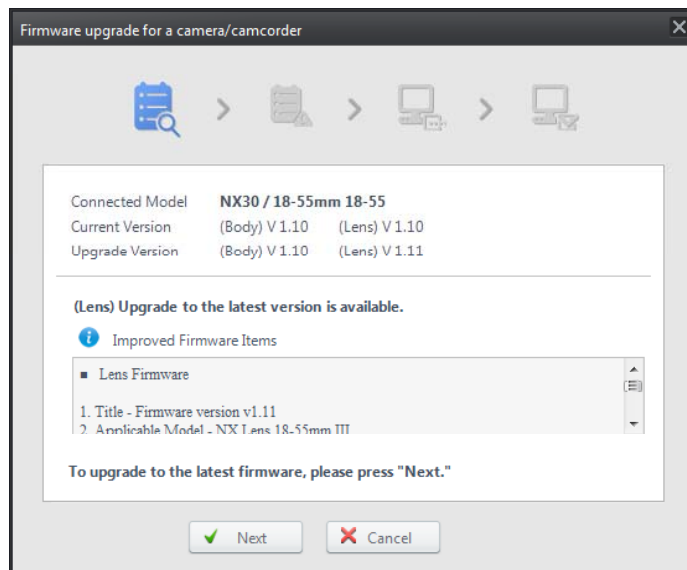 Firmware upgrade for a camera/camcorder
Connected Model NX30 / 18-55mm 18-55
Current Version (Body) V 1.10 (Lens) V 1.10
Upgrade Version (Body) V 1.10 (Lens) V 1.11
(Lens) Upgrade to the latest version is available.
Improved Firmware Items
■ Lens Firmware
1. Title - Firmware version v1.11
2. Applicable Model - NX Lens 18-55mm III
To upgrade to the latest firmware, please press "Next."
Next Cancel